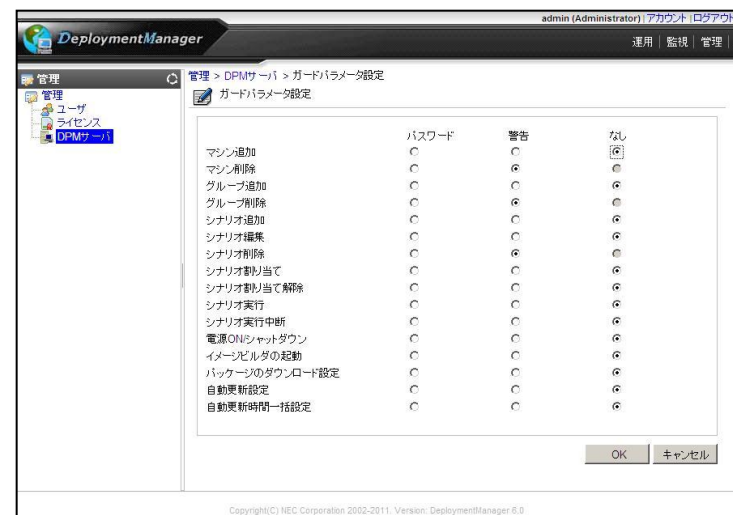 admin (Administrator) | アカウント | ログアウト
DeploymentManager
運用 | 監視 | 管理 |
管理
管理
ユーザ
ライセンス
DPMサーバ
管理 > DPMサーバ > ガードパラメータ設定
ガードパラメータ設定
パスワード 警告 なし
マシン追加
マシン削除
グループ追加
グループ削除
シナリオ追加
シナリオ編集
シナリオ削除
シナリオ割り当て
シナリオ割り当て解除
シナリオ実行
シナリオ実行中断
電源ON/シャットダウン
イメージビルダの起動
パッケージのダウンロード設定
自動更新設定
自動更新時間一括設定
OK キャンセル
Copyright(C) NEC Corporation 2002-2011. Version: DeploymentManager 6.0